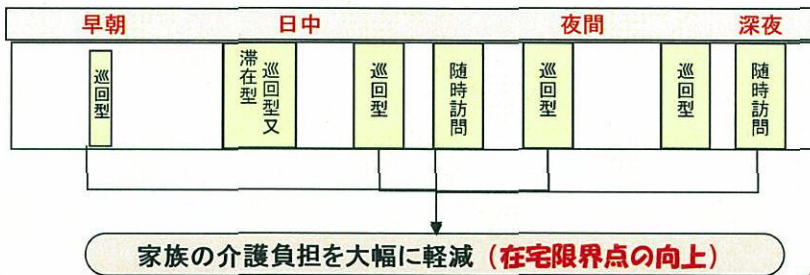 早朝 日中 夜間 深夜
巡回型
巡回型又
滞在型
巡回型
随時訪問
巡回型
巡回型
随時訪問
家族の介護負担を大幅に軽減（在宅限界点の向上）